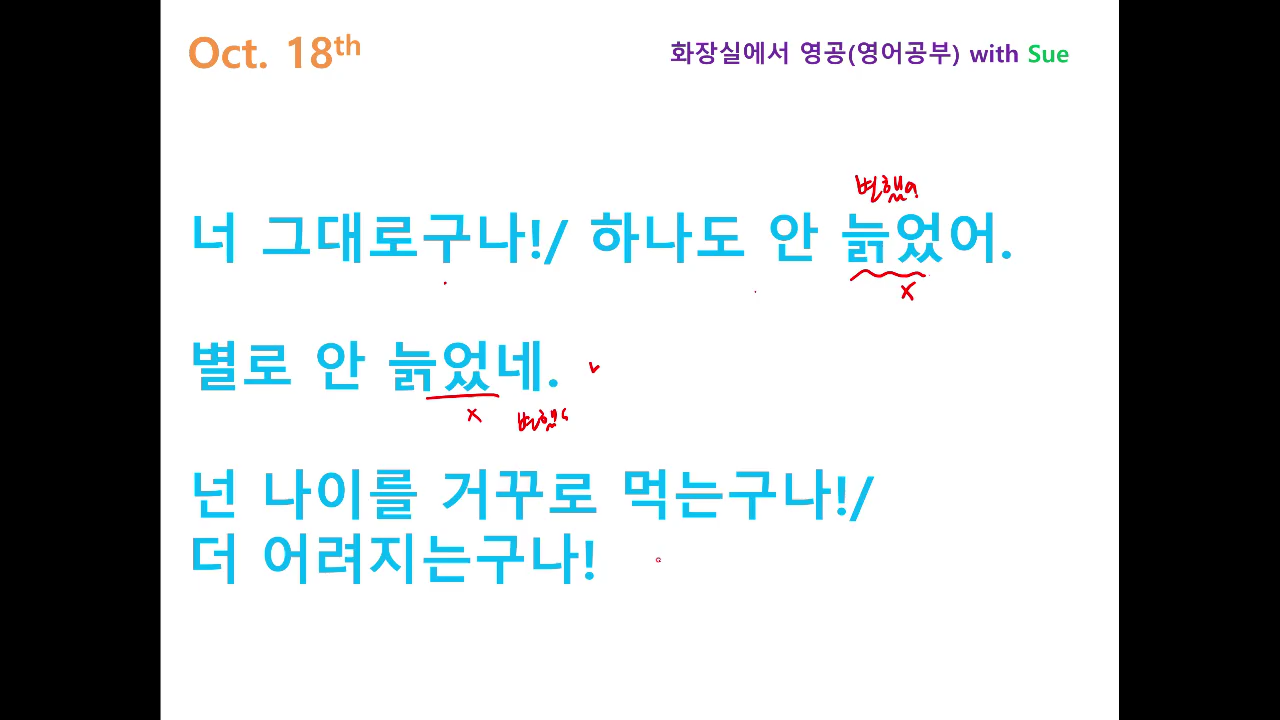 Oct. 18th
화장실에서 영공(영어공부) with Sue
변했어
너 그대로구나!/ 하나도 안 늙었어.
x
별로 안 늙었네.
x
넌 나이를 거꾸로 먹는구나!/
더 어려지는구나!